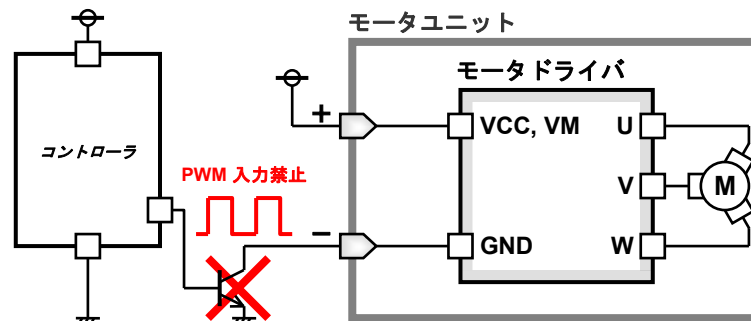 モータユニット
モータドライバ
コントローラ
PWM 入力禁止
+
VCC, VM
U
V
M
−
GND
W